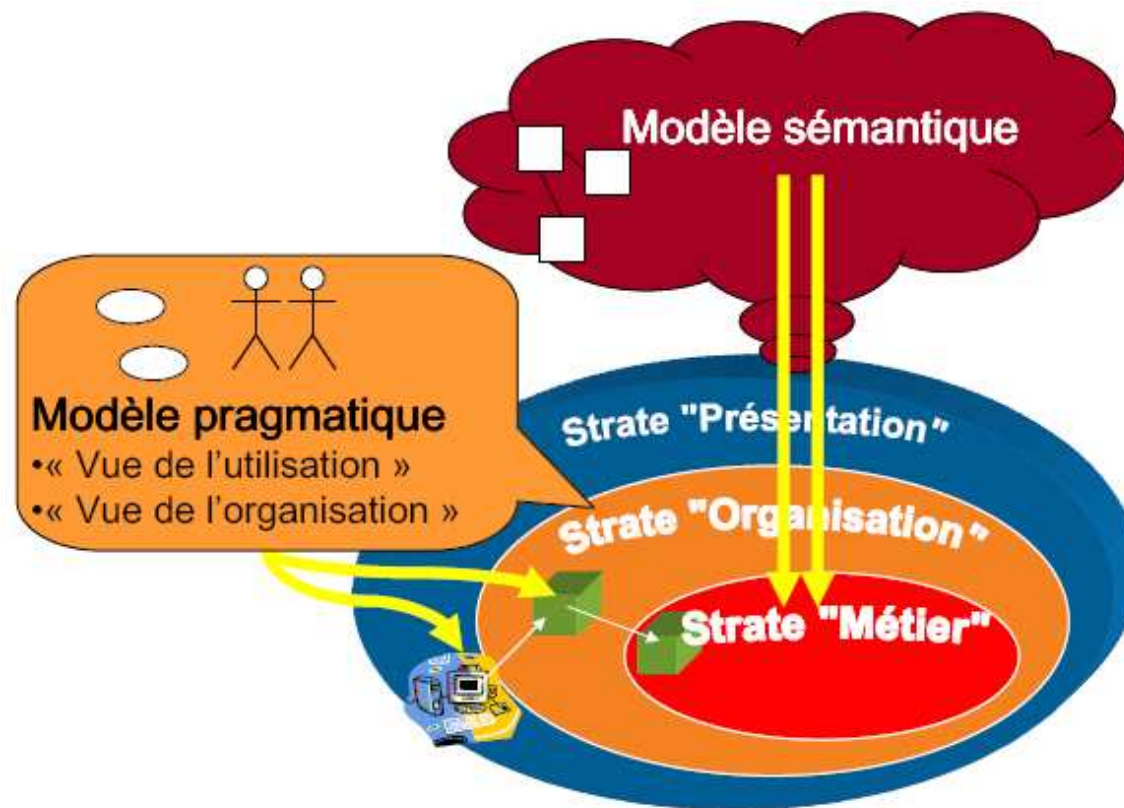 Modèle sémantique
Modèle pragmatique
•« Vue de l’utilisation »
•« Vue de l’organisation »
Strate "Présentation"
Strate "Organisation"
Strate "Métier"